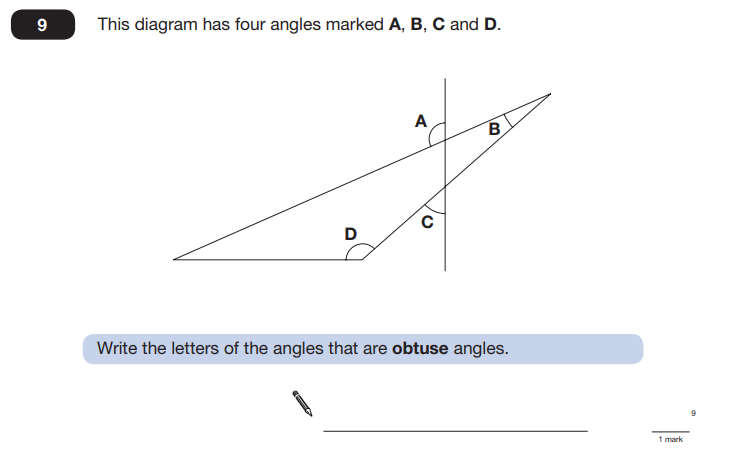 9
This diagram has four angles marked A, B, C and D.
A
B
C
D
Write the letters of the angles that are obtuse angles.
9
1 mark